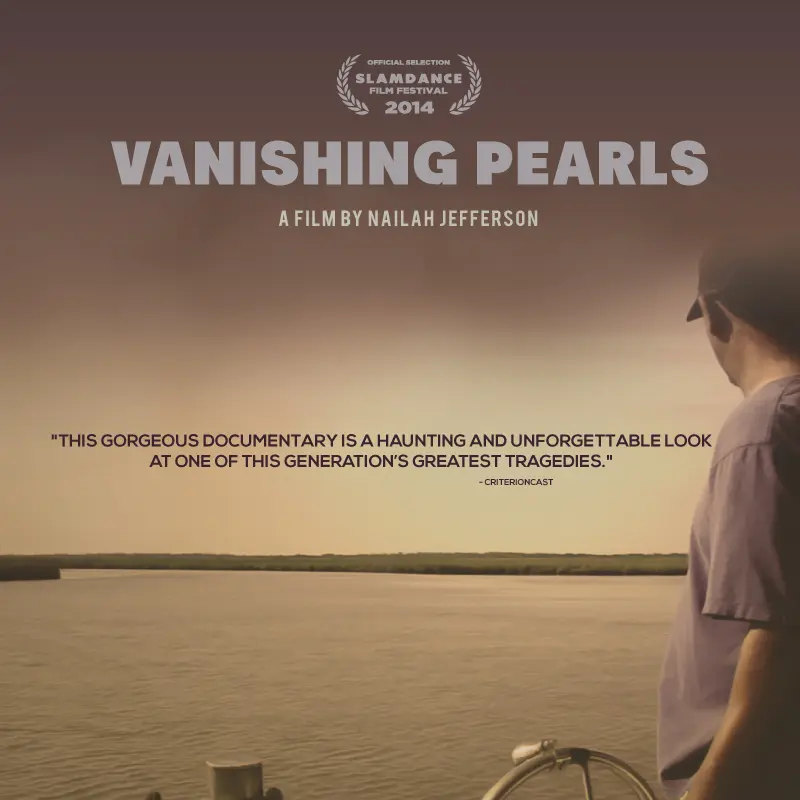 OFFICIAL SELECTION
SLAMDANCE
FILM FESTIVAL
2014
VANISHING PEARLS
A FILM BY NAILAH JEFFERSON
"THIS GORGEOUS DOCUMENTARY IS A HAUNTING AND UNFORGETTABLE LOOK
AT ONE OF THIS GENERATION'S GREATEST TRAGEDIES."
- CRITERIONCAST